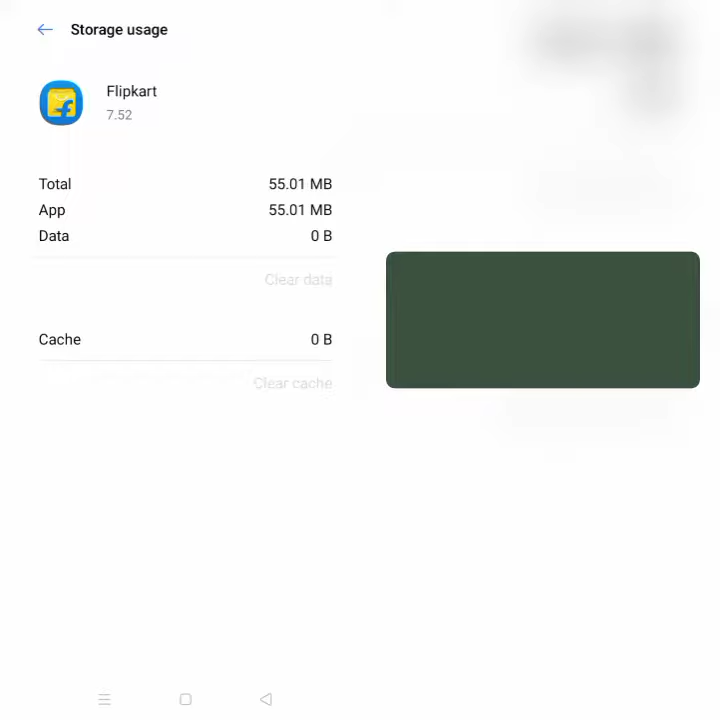 Storage usage
Flipkart
7.52
Total 55.01 MB
App 55.01 MB
Data 0 B
Clear data
Cache 0 B
Clear cache